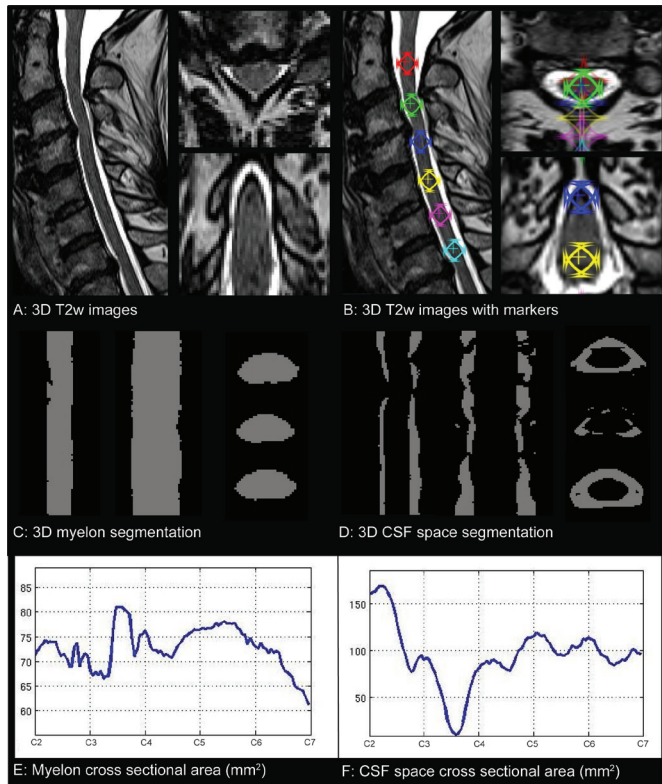 A: 3D T2w images
B: 3D T2w images with markers
C: 3D myelon segmentation
D: 3D CSF space segmentation
85
80
75
70
65
60
C2 C3 C4 C5 C6 C7
E: Myelon cross sectional area (mm²)
150
100
50
C2 C3 C4 C5 C6 C7
F: CSF space cross sectional area (mm²)